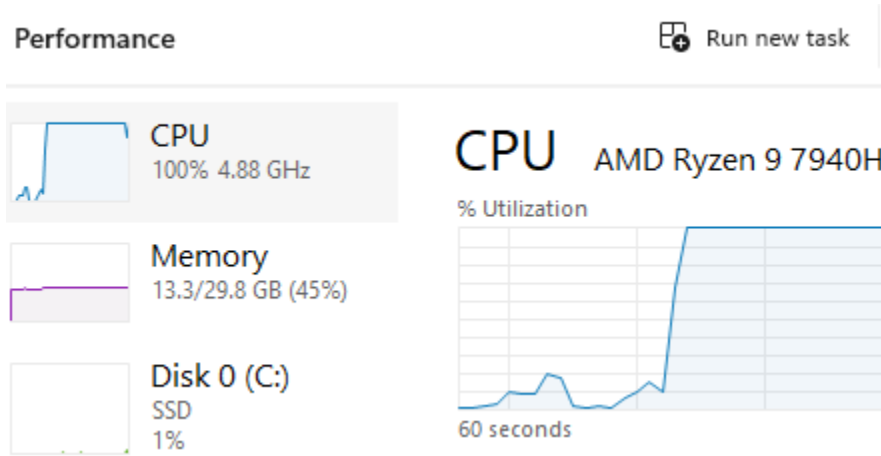 Performance
Run new task
CPU
100% 4.88 GHz
Memory
13.3/29.8 GB (45%)
Disk 0 (C:)
SSD
1%
CPU
AMD Ryzen 9 7940H
% Utilization
60 seconds